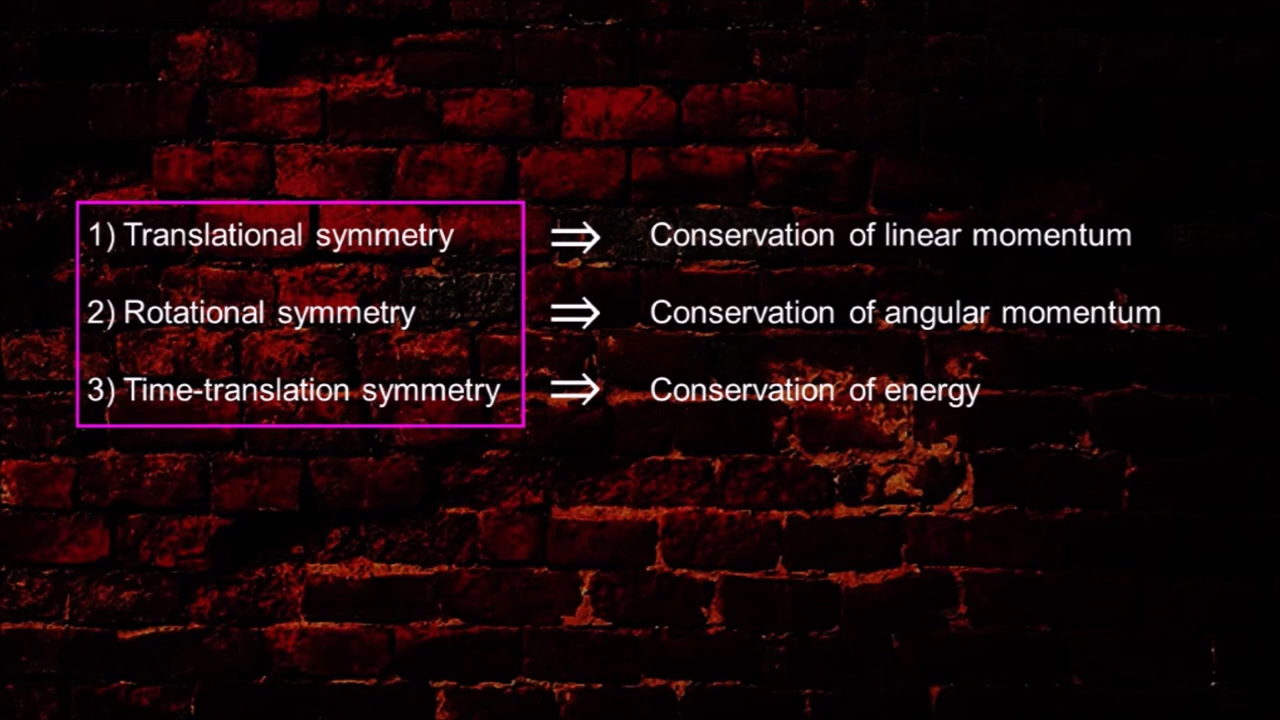 1) Translational symmetry ⇒ Conservation of linear momentum
2) Rotational symmetry ⇒ Conservation of angular momentum
3) Time-translation symmetry ⇒ Conservation of energy